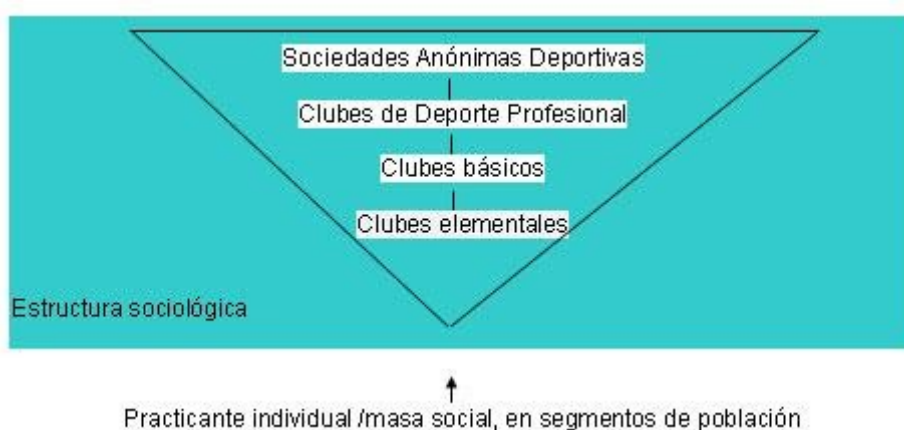 Sociedades Anónimas Deportivas
Clubes de Deporte Profesional
Clubes básicos
Clubes elementales
Estructura sociológica
Practicante individual /masa social, en segmentos de población